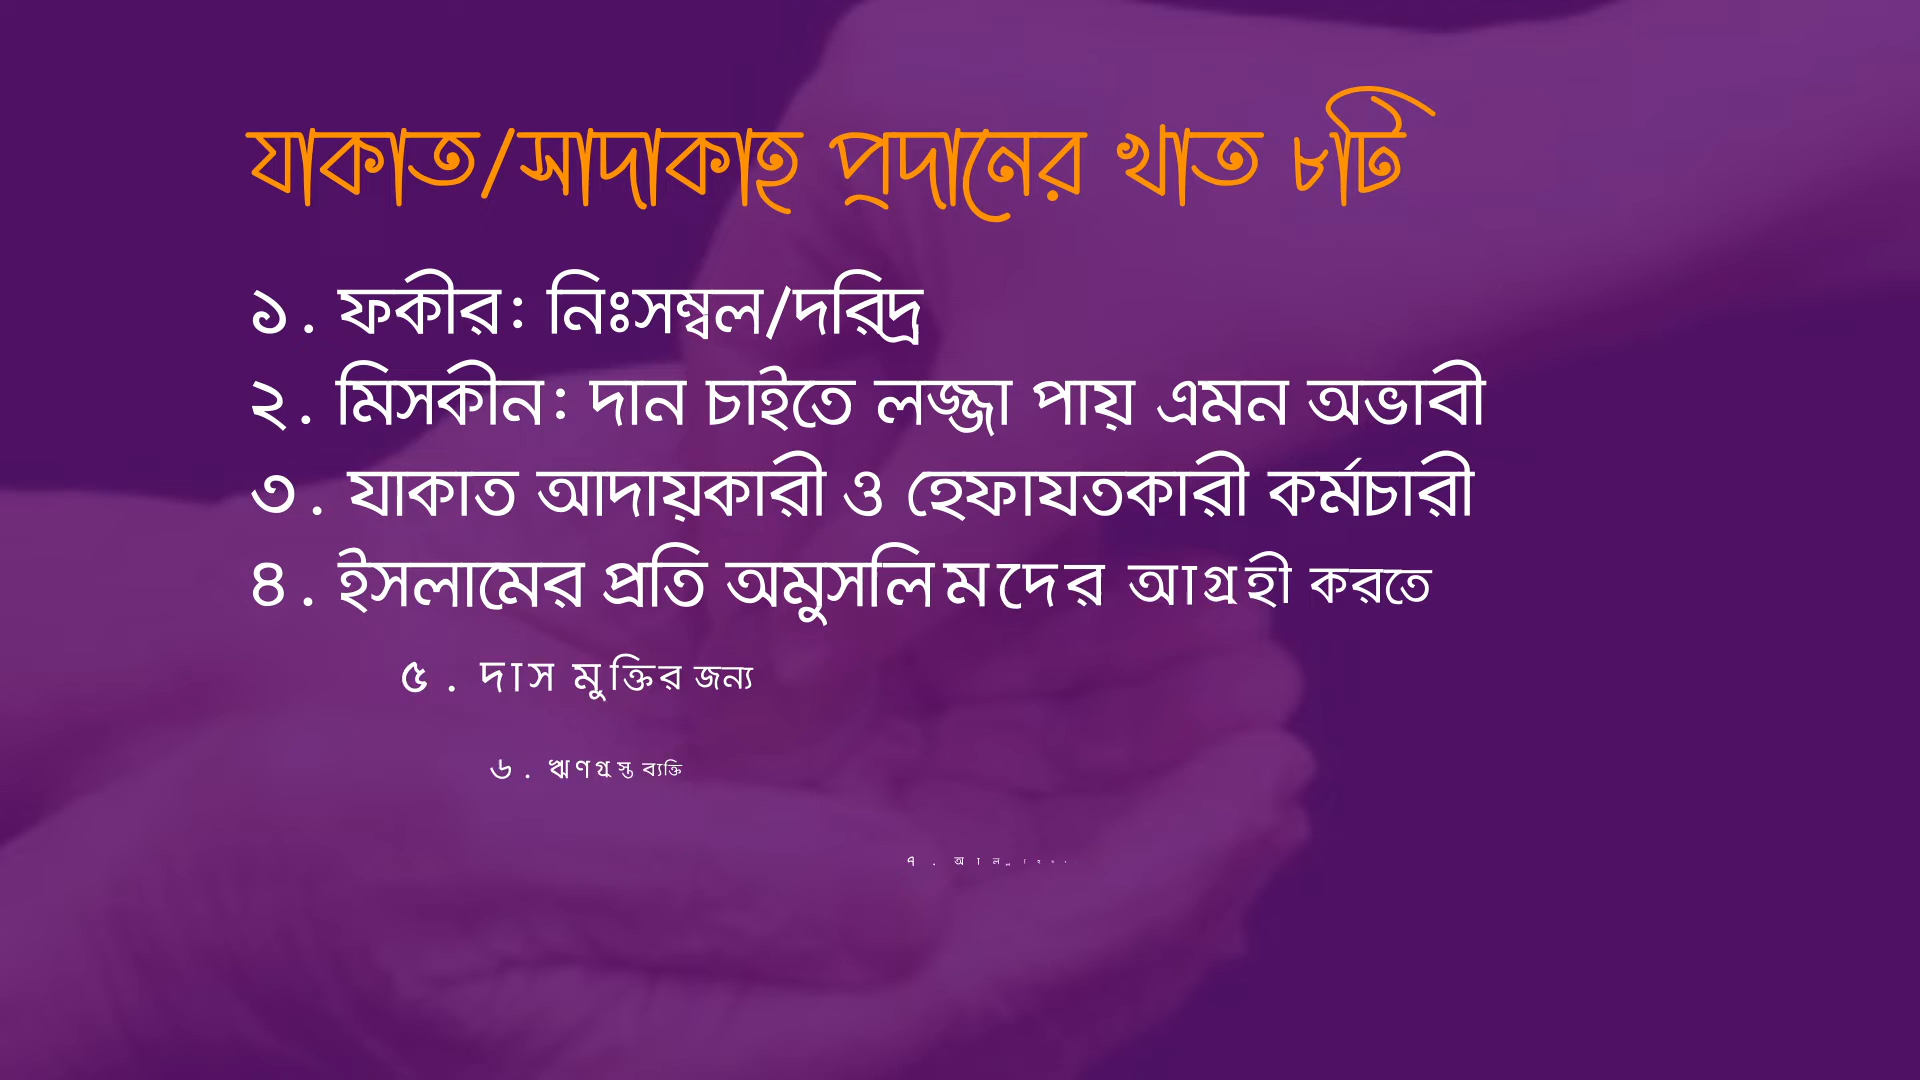 যাকাত/সাদাকাহ প্রদানের খাত ৮টি
১. ফকীর: নিঃসম্বল/দরিদ্র
২. মিসকীন: দান চাইতে লজ্জা পায় এমন অভাবী
৩. যাকাত আদায়কারী ও হেফাযতকারী কর্মচারী
৪. ইসলামের প্রতি অমুসলিমদের আগ্রহী করতে
৫. দাস মুক্তির জন্য
৬. ঋণগ্রস্ত ব্যক্তি
৭.